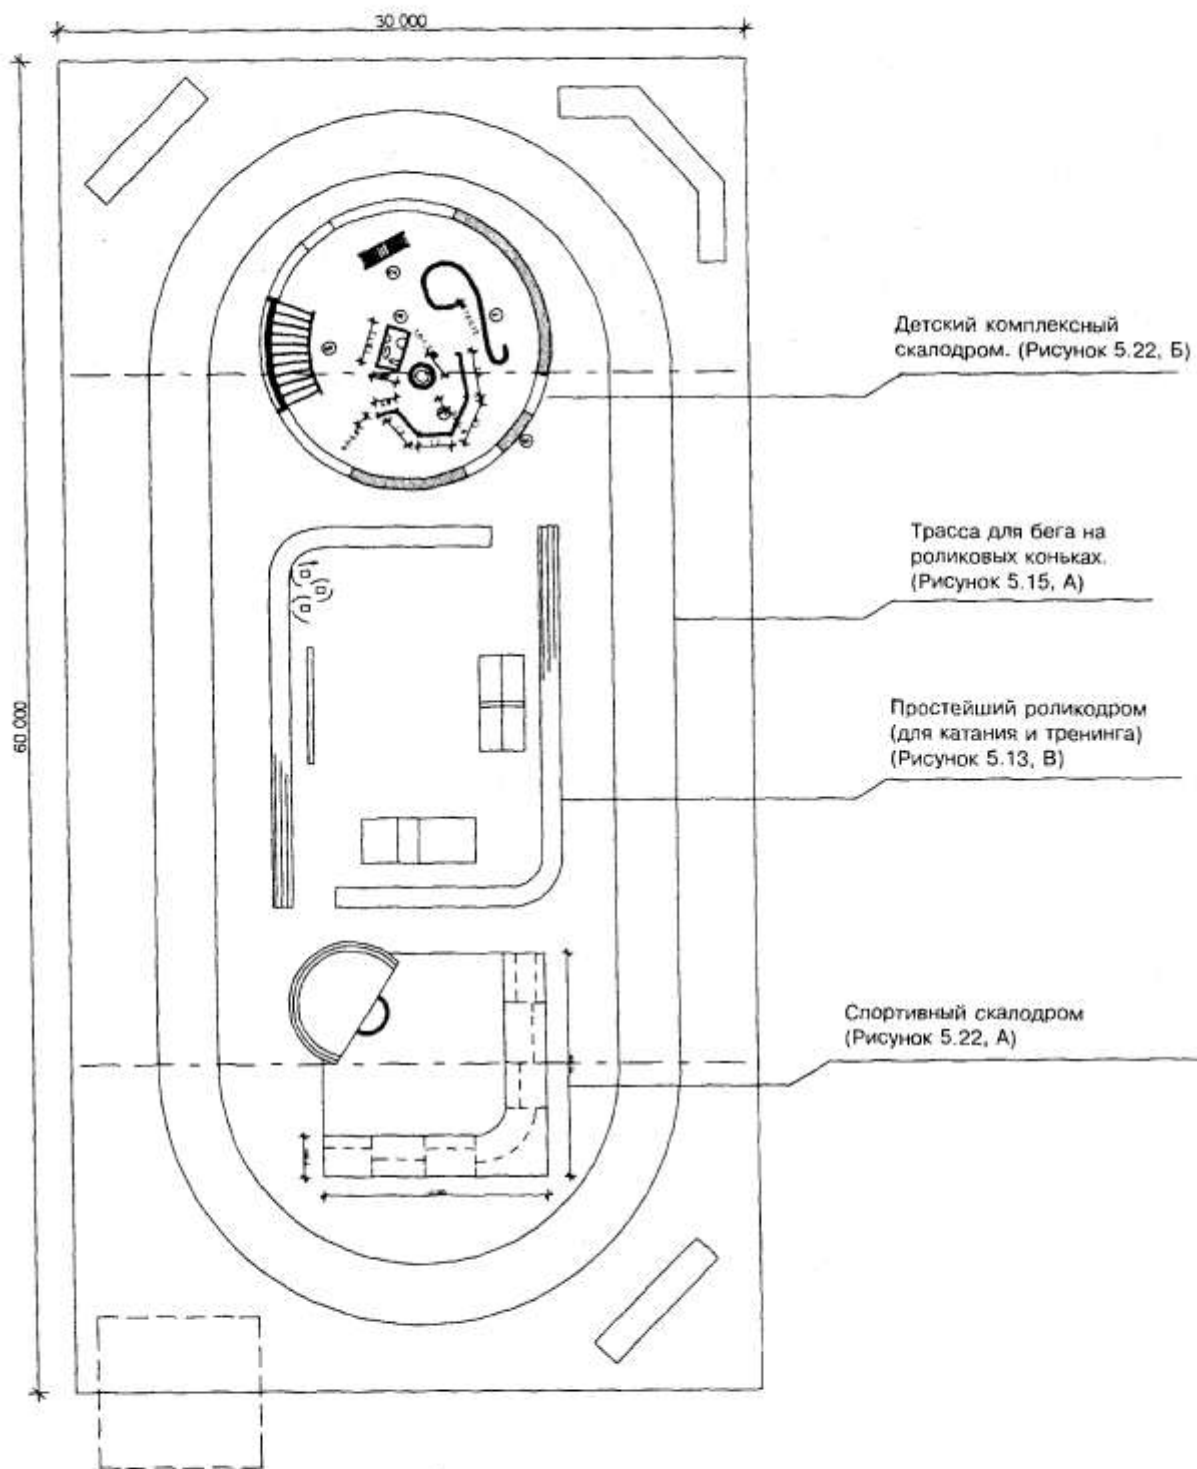 30 000
Детский комплексный
скалодром. (Рисунок 5.22, Б)
Трасса для бега на
роликовых коньках.
(Рисунок 5.15, А)
60 000
Простейший роликодром
(для катания и тренинга)
(Рисунок 5.13, В)
Спортивный скалодром
(Рисунок 5.22, А)